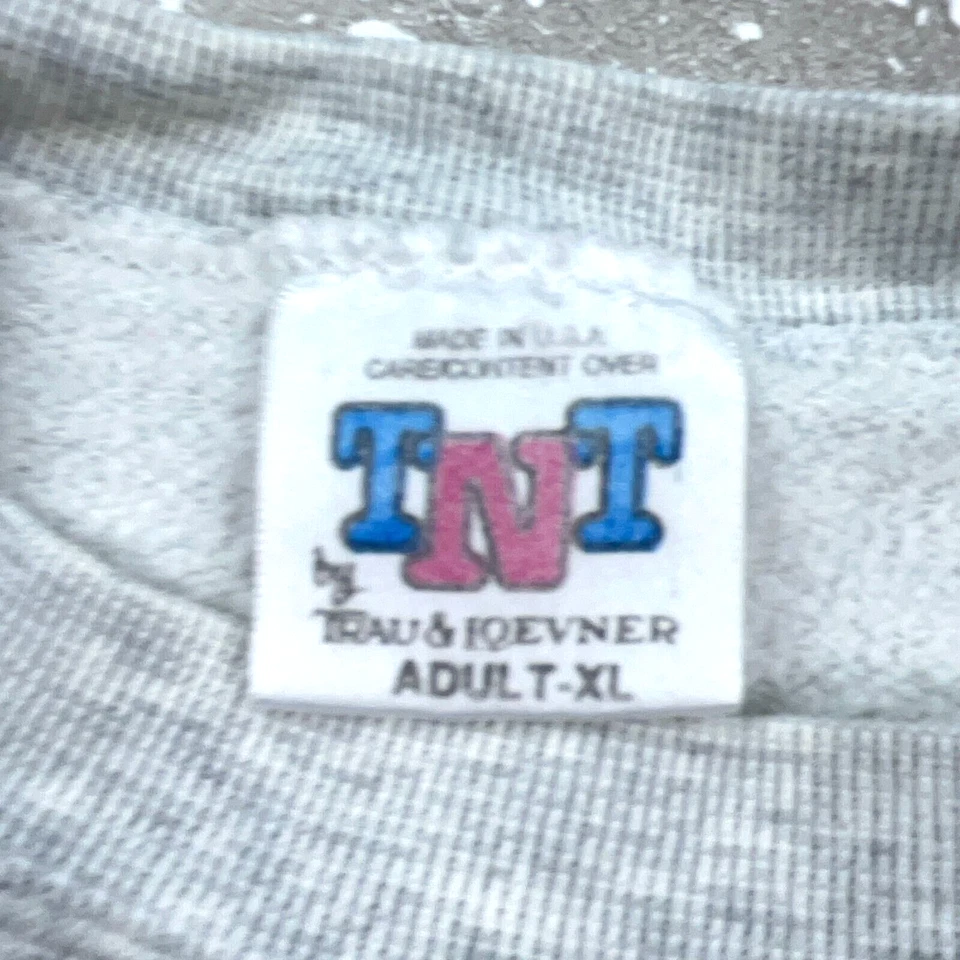 MADE IN U.S.A.
CARE/CONTENT OVER
TNT
by
TRAU & LOEVNER
ADULT-XL